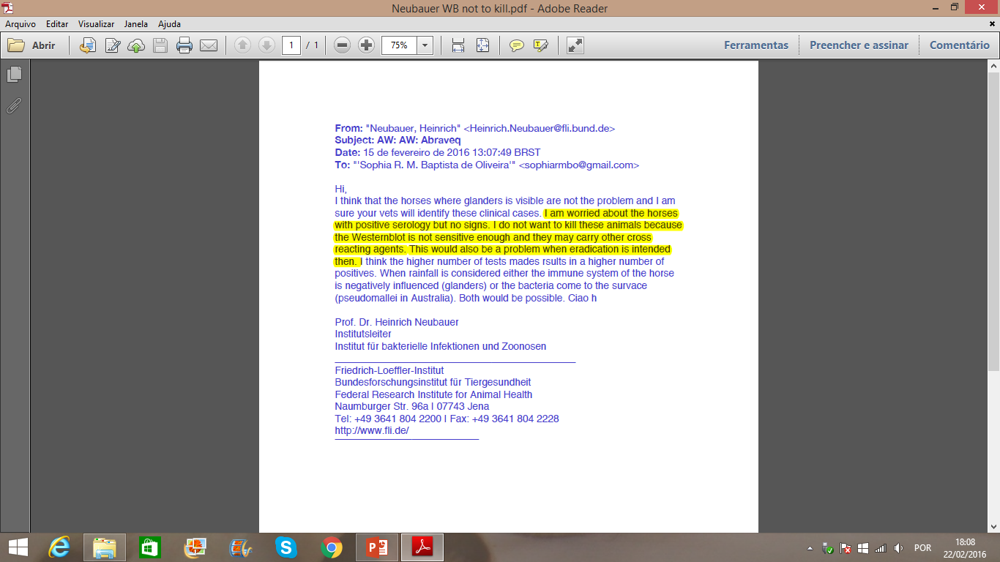 Neubauer WB not to kill.pdf - Adobe Reader
Arquivo Editar Visualizar Janela Ajuda
Abrir 1 / 1 75% Ferramentas Preencher e assinar Comentário
From: "Neubauer, Heinrich" <Heinrich.Neubauer@fli.bund.de>
Subject: AW: AW: Abraveq
Date: 15 de fevereiro de 2016 13:07:49 BRST
To: "'Sophia R. M. Baptista de Oliveira'" <sophiarmbo@gmail.com>
Hi,
I think that the horses where glanders is visible are not the problem and I am
sure your vets will identify these clinical cases. I am worried about the horses
with positive serology but no signs. I do not want to kill these animals because
the Westernblot is not sensitive enough and they may carry other cross
reacting agents. This would also be a problem when eradication is intended
then. I think the higher number of tests mades rsults in a higher number of
positives. When rainfall is considered either the immune system of the horse
is negatively influenced (glanders) or the bacteria come to the survace
(pseudomallei in Australia). Both would be possible. Ciao h
Prof. Dr. Heinrich Neubauer
Institutsleiter
Institut für bakterielle Infektionen und Zoonosen
Friedrich-Loeffler-Institut
Bundesforschungsinstitut für Tiergesundheit
Federal Research Institute for Animal Health
Naumburger Str. 96a | 07743 Jena
Tel: +49 3641 804 2200 | Fax: +49 3641 804 2228
http://www.fli.de/
POR
18:08
22/02/2016